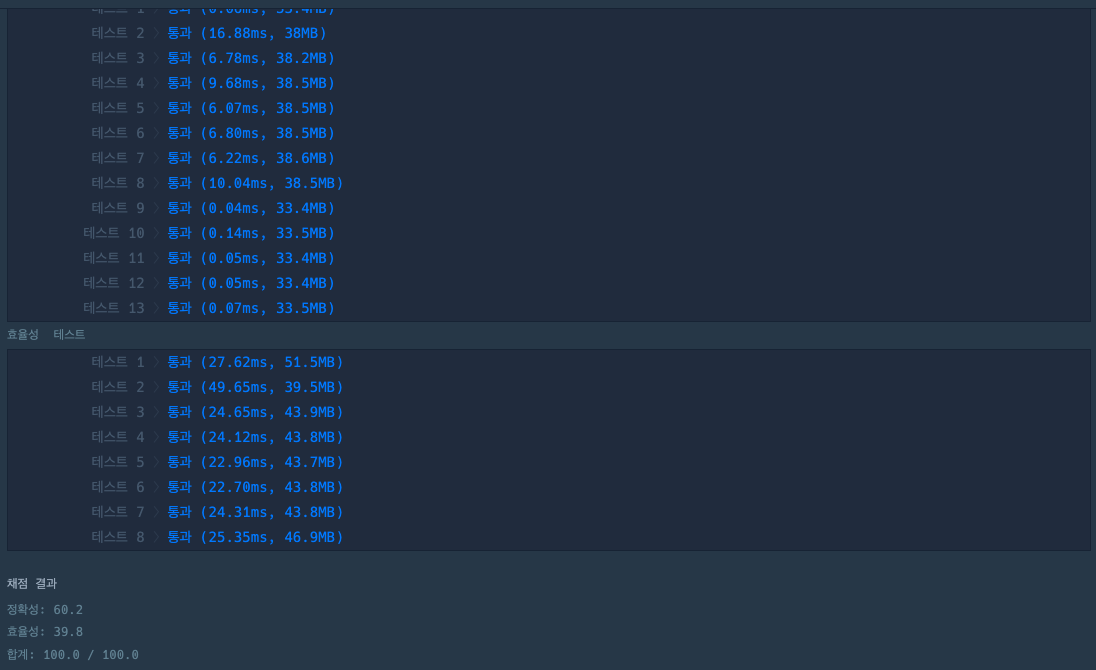 테스트 1 〉 통과 (0.06ms, 33.4MB)
테스트 2 〉 통과 (16.88ms, 38MB)
테스트 3 〉 통과 (6.78ms, 38.2MB)
테스트 4 〉 통과 (9.68ms, 38.5MB)
테스트 5 〉 통과 (6.07ms, 38.5MB)
테스트 6 〉 통과 (6.80ms, 38.5MB)
테스트 7 〉 통과 (6.22ms, 38.6MB)
테스트 8 〉 통과 (10.04ms, 38.5MB)
테스트 9 〉 통과 (0.04ms, 33.4MB)
테스트 10 〉 통과 (0.14ms, 33.5MB)
테스트 11 〉 통과 (0.05ms, 33.4MB)
테스트 12 〉 통과 (0.05ms, 33.4MB)
테스트 13 〉 통과 (0.07ms, 33.5MB)
효율성 테스트
테스트 1 〉 통과 (27.62ms, 51.5MB)
테스트 2 〉 통과 (49.65ms, 39.5MB)
테스트 3 〉 통과 (24.65ms, 43.9MB)
테스트 4 〉 통과 (24.12ms, 43.8MB)
테스트 5 〉 통과 (22.96ms, 43.7MB)
테스트 6 〉 통과 (22.70ms, 43.8MB)
테스트 7 〉 통과 (24.31ms, 43.8MB)
테스트 8 〉 통과 (25.35ms, 46.9MB)
채점 결과
정확성: 60.2
효율성: 39.8
합계: 100.0 / 100.0